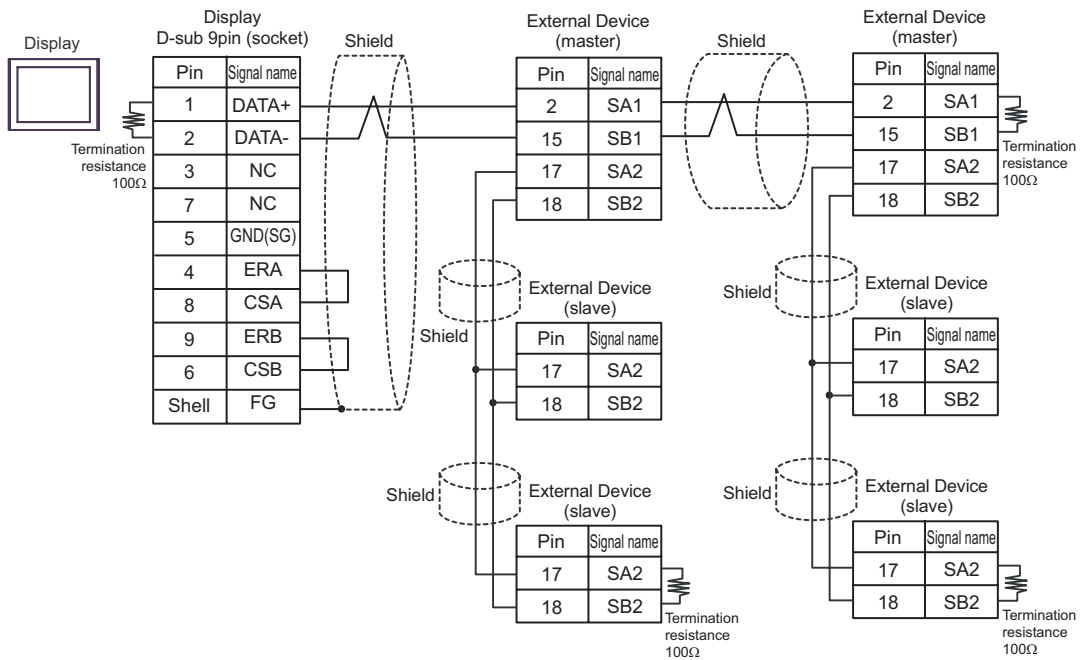 Display
Display
D-sub 9pin (socket)
Pin Signal name
1 DATA+
2 DATA-
3 NC
7 NC
5 GND(SG)
4 ERA
8 CSA
9 ERB
6 CSB
Shell FG
Termination
resistance
100Ω
Shield
External Device
(master)
Pin Signal name
2 SA1
15 SB1
17 SA2
18 SB2
Shield
External Device
(master)
Pin Signal name
2 SA1
15 SB1
17 SA2
18 SB2
Termination
resistance
100Ω
Shield
External Device
(slave)
Pin Signal name
17 SA2
18 SB2
Shield
External Device
(slave)
Pin Signal name
17 SA2
18 SB2
Shield
External Device
(slave)
Pin Signal name
17 SA2
18 SB2
Termination
resistance
100Ω
Shield
External Device
(slave)
Pin Signal name
17 SA2
18 SB2
Termination
resistance
100Ω